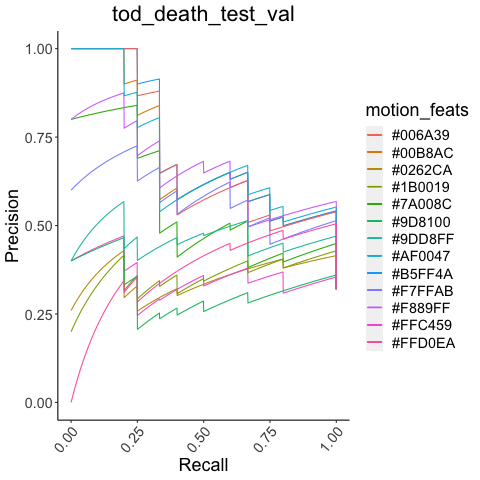 tod_death_test_val
Precision
1.00
0.75
0.50
0.25
0.00
0.00
0.25
0.50
0.75
1.00
Recall
motion_feats
#006A39
#00B8AC
#0262CA
#1B0019
#7A008C
#9D8100
#9DD8FF
#AF0047
#B5FF4A
#F7FFAB
#F889FF
#FFC459
#FFD0EA